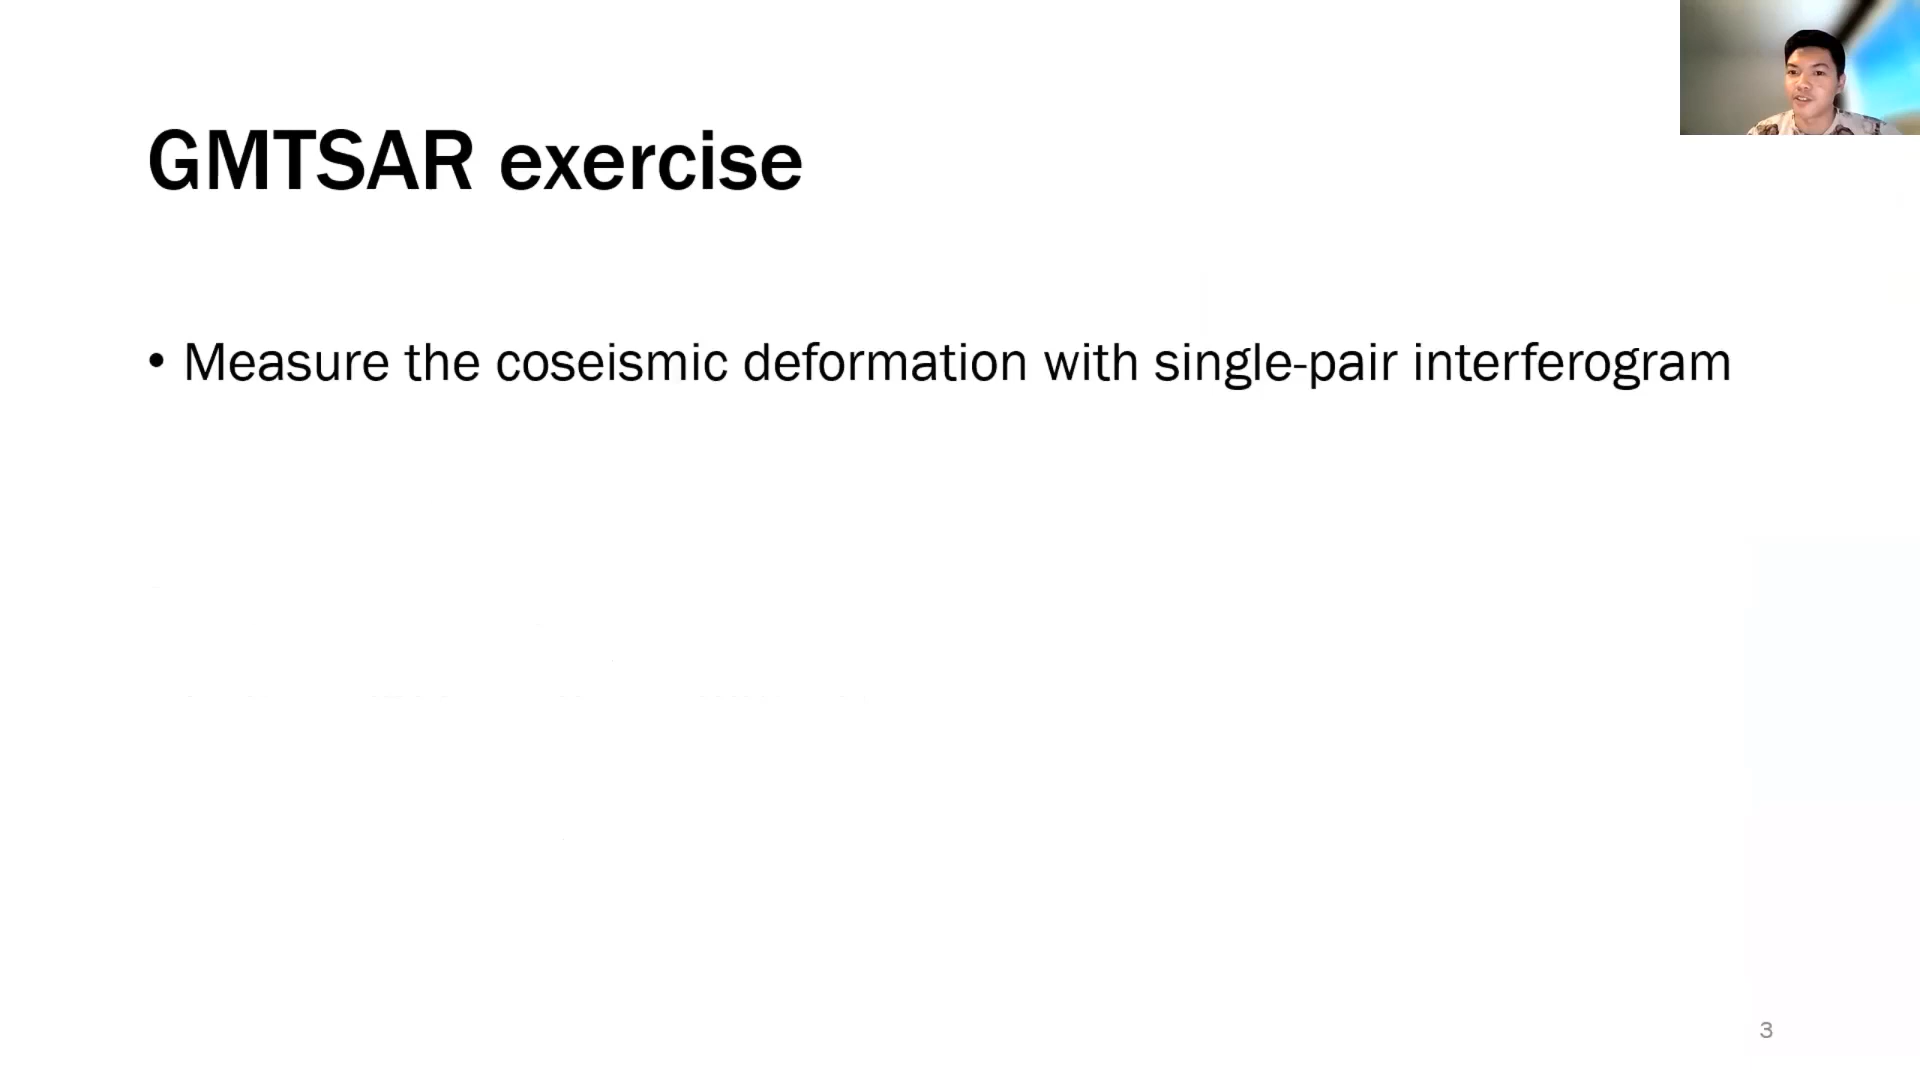 GMTSAR exercise
• Measure the coseismic deformation with single-pair interferogram
3